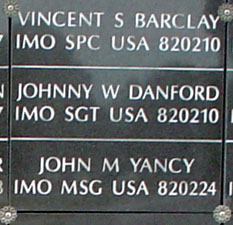 VINCENT S BARCLAY
IMO SPC USA 820210
JOHNNY W DANFORD
IMO SGT USA 820210
JOHN M YANCY
IMO MSG USA 820224